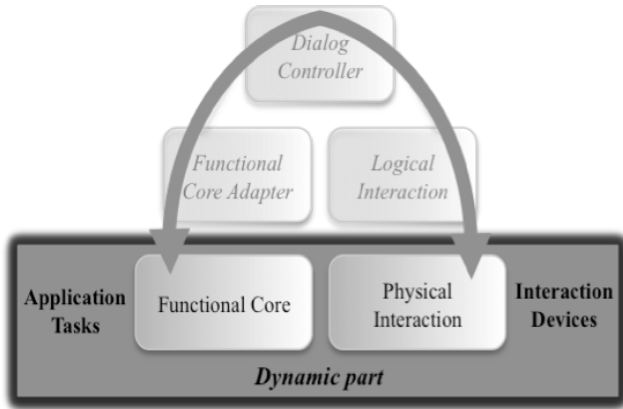 Dialog
Controller
Functional
Core Adapter
Logical
Interaction
Application
Tasks
Functional Core
Physical
Interaction
Interaction
Devices
Dynamic part